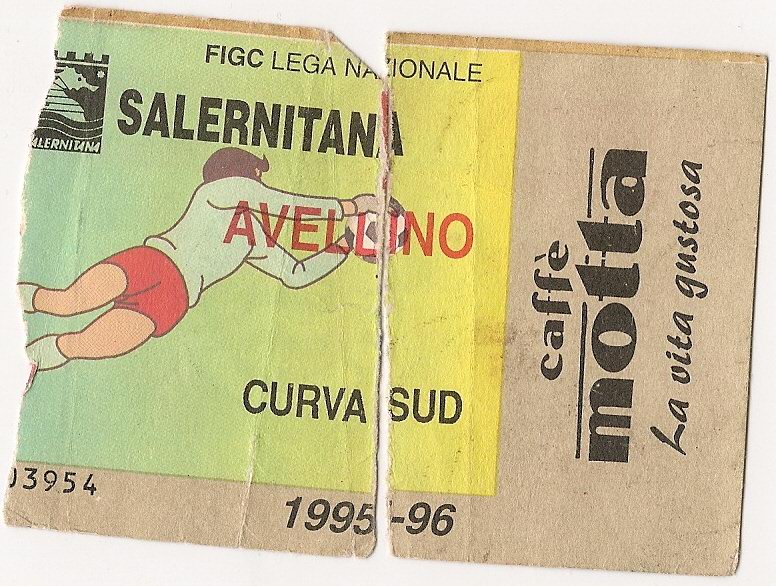 FIGC LEGA NAZIONALE
SALERNITANA
SALERNITANA
AVELLINO
CURVA SUD
03954
1995-96
caffè
motta
La vita gustosa